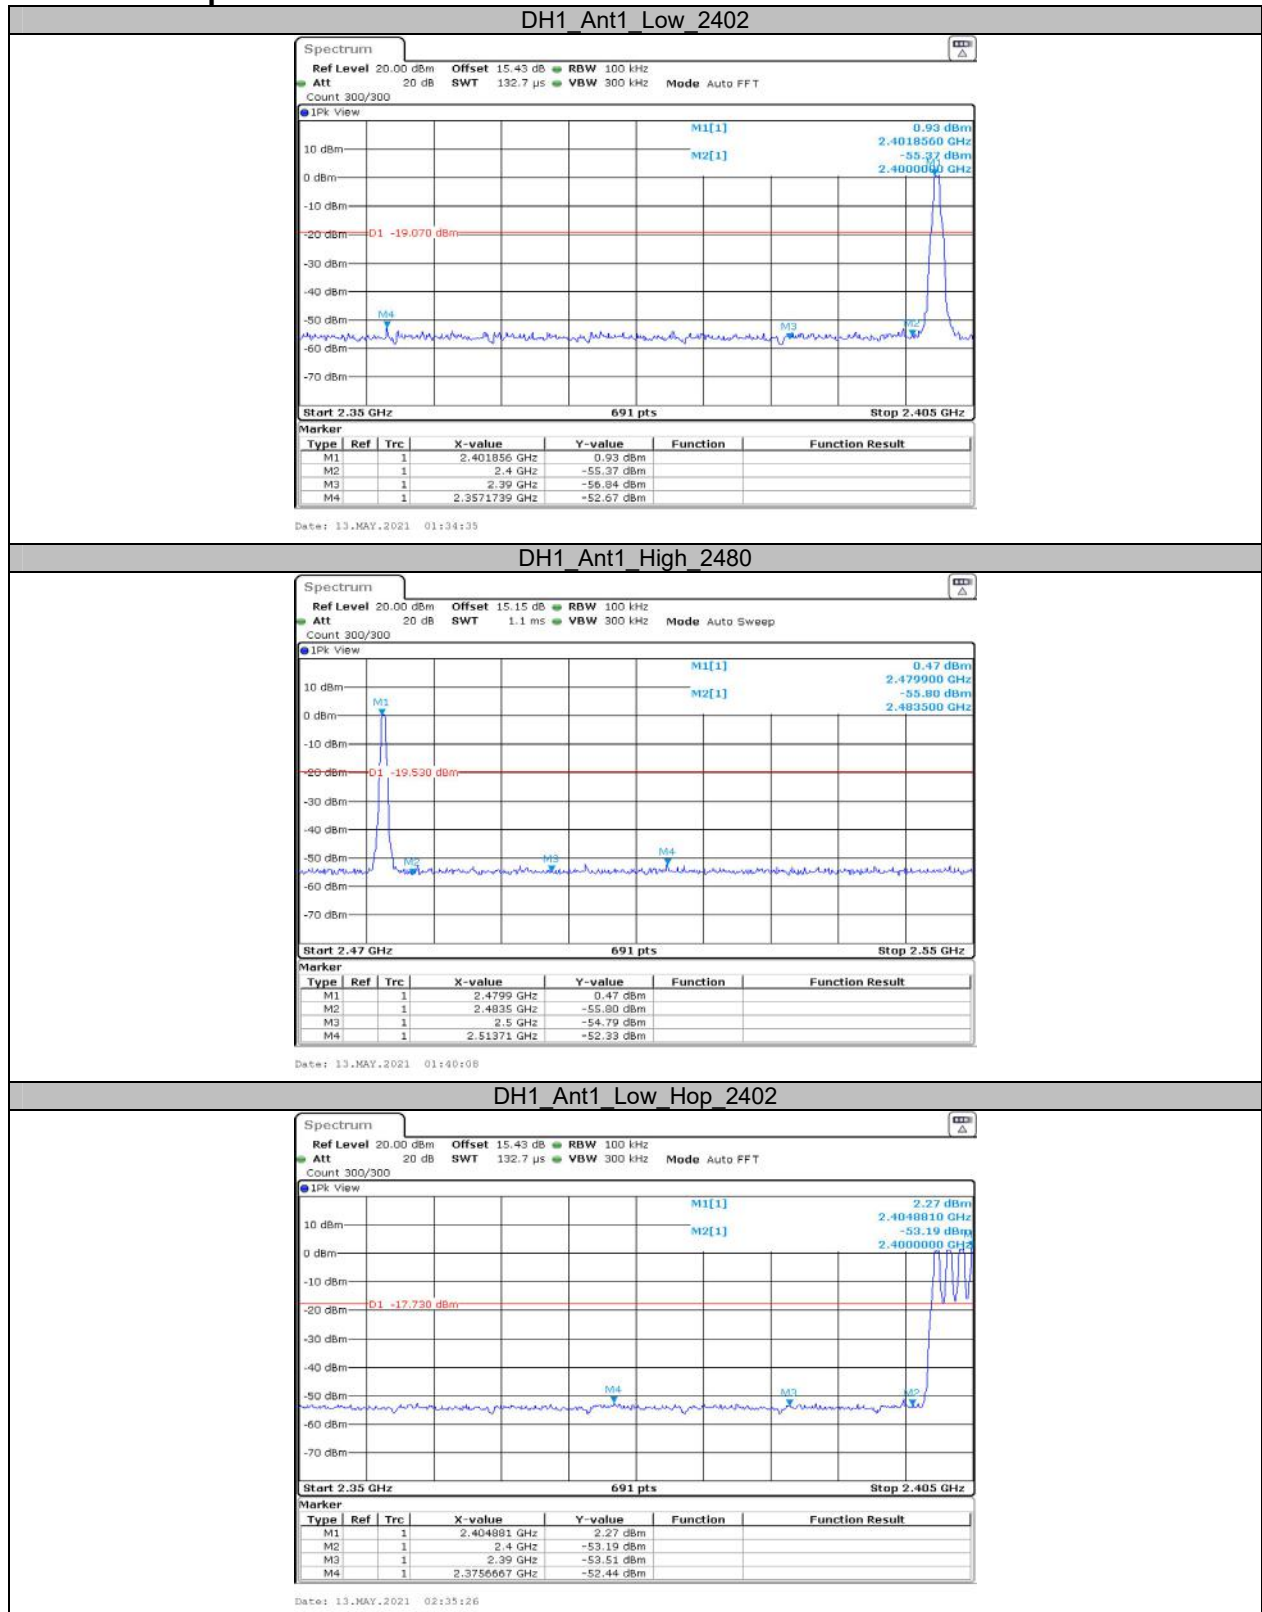 DH1_Ant1_Low_2402
Spectrum
Ref Level 20.00 dBm Offset 15.43 dB RBW 100 kHz
Att 20 dB SWT 132.7 µs VBW 300 kHz Mode Auto FFT
Count 300/300
1Pk View
M1[1] 0.93 dBm
2.4018560 GHz
10 dBm
M2[1] -55.37 dBm
2.4000000 GHz
M1
0 dBm
-10 dBm
-20 dBm D1 -19.070 dBm
-30 dBm
-40 dBm
-50 dBm
M4 M3 M2
-60 dBm
-70 dBm
Start 2.35 GHz 691 pts Stop 2.405 GHz
Marker
Type Ref Trc X-value Y-value Function Function Result
M1 1 2.401856 GHz 0.93 dBm
M2 1 2.4 GHz -55.37 dBm
M3 1 2.39 GHz -56.84 dBm
M4 1 2.3571739 GHz -52.67 dBm
Date: 13.MAY.2021 01:34:35
DH1_Ant1_High_2480
Spectrum
Ref Level 20.00 dBm Offset 15.15 dB RBW 100 kHz
Att 20 dB SWT 1.1 ms VBW 300 kHz Mode Auto Sweep
Count 300/300
1Pk View
M1[1] 0.47 dBm
2.479900 GHz
10 dBm
M2[1] -55.80 dBm
2.483500 GHz
M1
0 dBm
-10 dBm
-20 dBm D1 -19.530 dBm
-30 dBm
-40 dBm
-50 dBm
M2 M3 M4
-60 dBm
-70 dBm
Start 2.47 GHz 691 pts Stop 2.55 GHz
Marker
Type Ref Trc X-value Y-value Function Function Result
M1 1 2.4799 GHz 0.47 dBm
M2 1 2.4835 GHz -55.80 dBm
M3 1 2.5 GHz -54.79 dBm
M4 1 2.51371 GHz -52.33 dBm
Date: 13.MAY.2021 01:40:08
DH1_Ant1_Low_Hop_2402
Spectrum
Ref Level 20.00 dBm Offset 15.43 dB RBW 100 kHz
Att 20 dB SWT 132.7 µs VBW 300 kHz Mode Auto FFT
Count 300/300
1Pk View
M1[1] 2.27 dBm
2.4048810 GHz
10 dBm
M2[1] -53.19 dBm
2.4000000 GHz
0 dBm
-10 dBm
-20 dBm D1 -17.730 dBm
-30 dBm
-40 dBm
-50 dBm
M4 M3 M2
-60 dBm
-70 dBm
Start 2.35 GHz 691 pts Stop 2.405 GHz
Marker
Type Ref Trc X-value Y-value Function Function Result
M1 1 2.404881 GHz 2.27 dBm
M2 1 2.4 GHz -53.19 dBm
M3 1 2.39 GHz -53.51 dBm
M4 1 2.3756667 GHz -52.44 dBm
Date: 13.MAY.2021 02:35:26